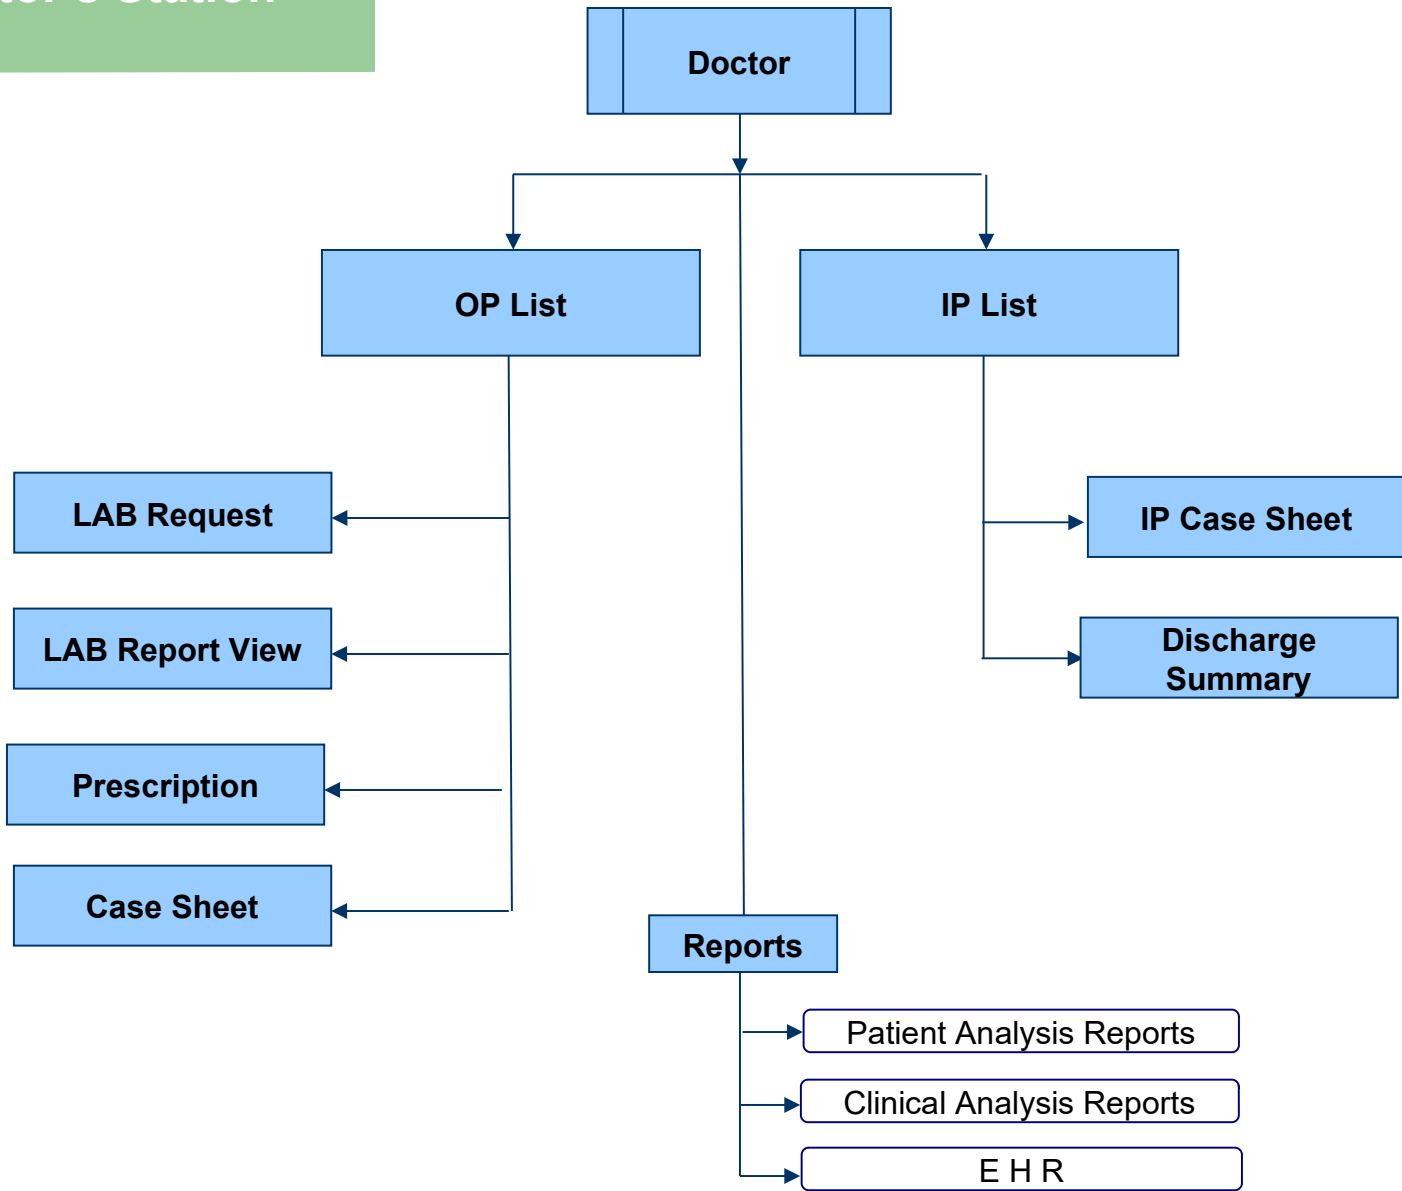 Station
Doctor
OP List
IP List
LAB Request
IP Case Sheet
LAB Report View
Discharge
Summary
Prescription
Case Sheet
Reports
Patient Analysis Reports
Clinical Analysis Reports
E H R